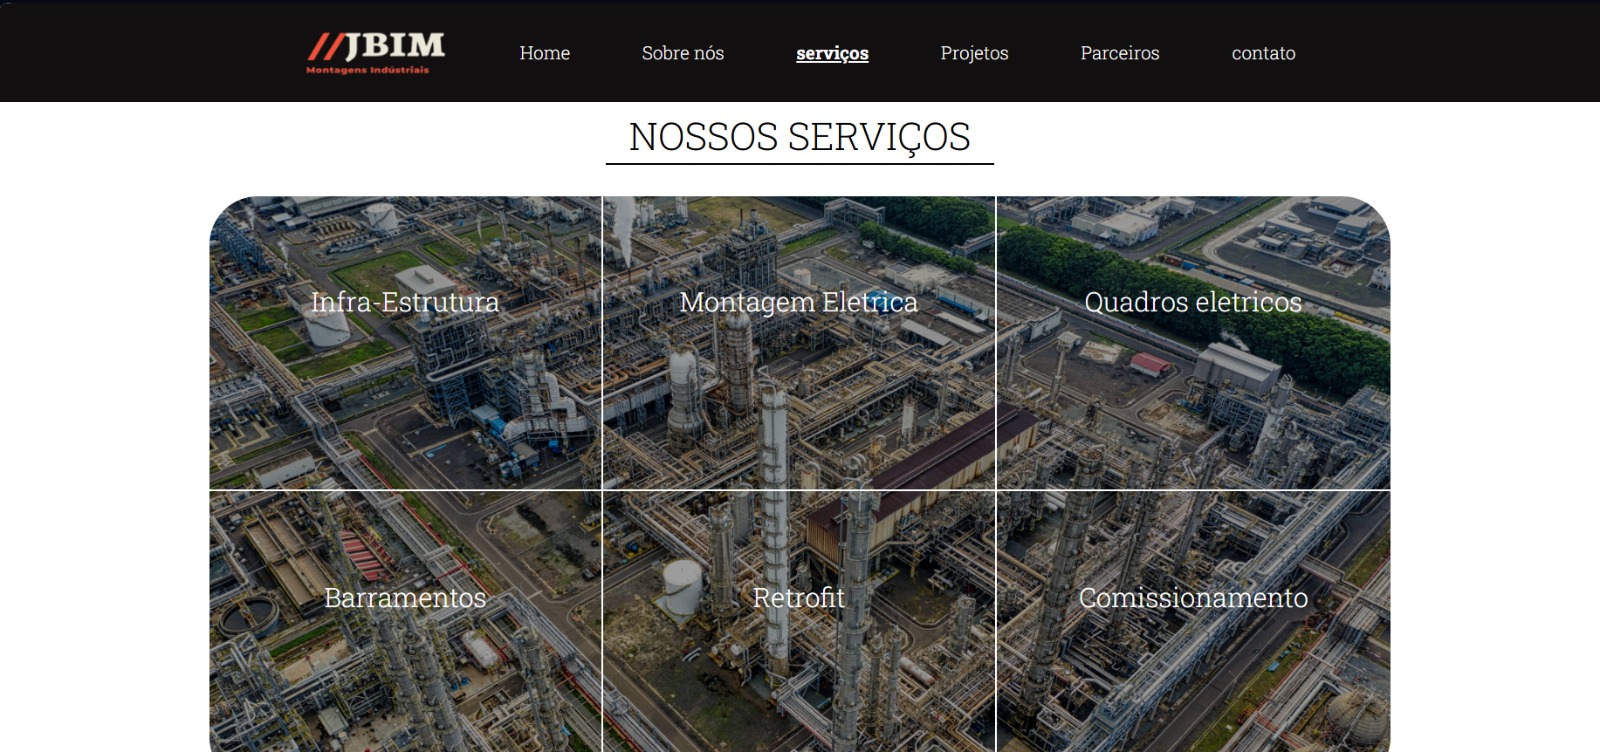 //JBIM
Montagens Indústriais
Home
Sobre nós
serviços
Projetos
Parceiros
contato
NOSSOS SERVIÇOS
Infra-Estrutura
Montagem Eletrica
Quadros eletricos
Barramentos
Retrofit
Comissionamento